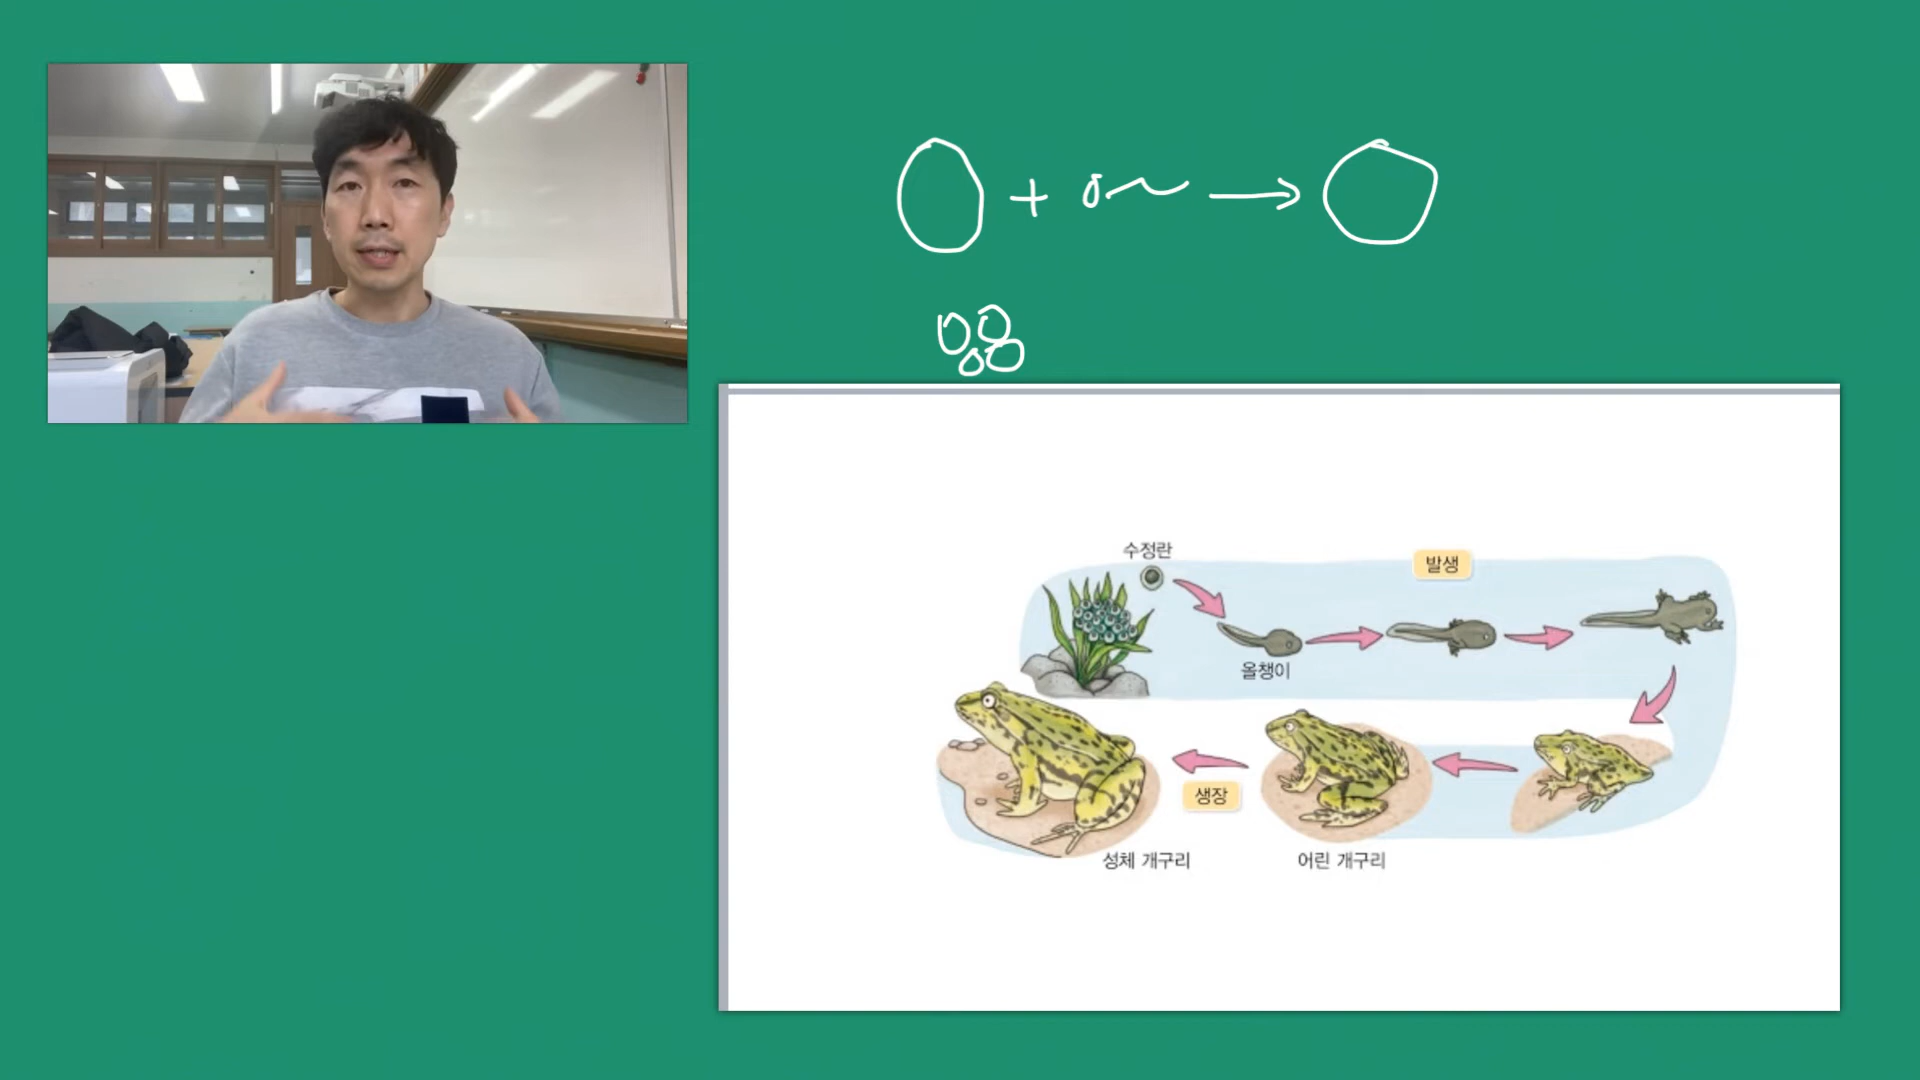 수정란
발생
올챙이
생장
성체 개구리
어린 개구리